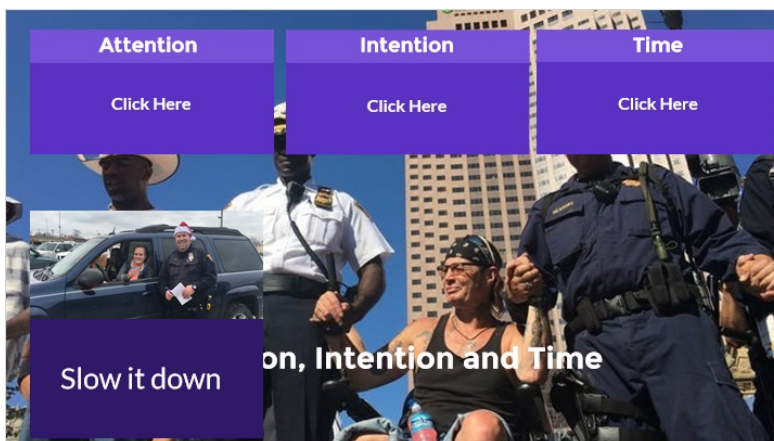 Attention
Intention
Time
Click Here
Click Here
Click Here
on, Intention and Time
Slow it down